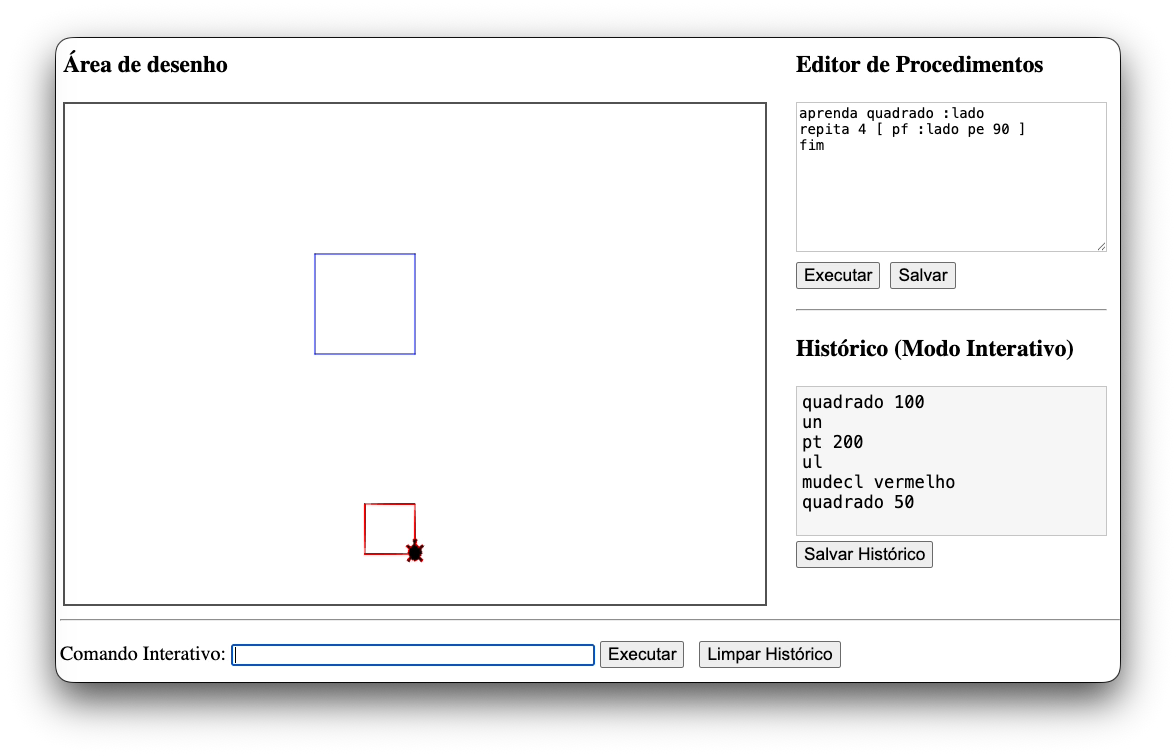 Área de desenho
Editor de Procedimentos
aprenda quadrado :lado
repita 4 [ pf :lado pe 90 ]
fim
Executar Salvar
Histórico (Modo Interativo)
quadrado 100
un
pt 200
ul
mudecl vermelho
quadrado 50
Salvar Histórico
Comando Interativo: Executar Limpar Histórico